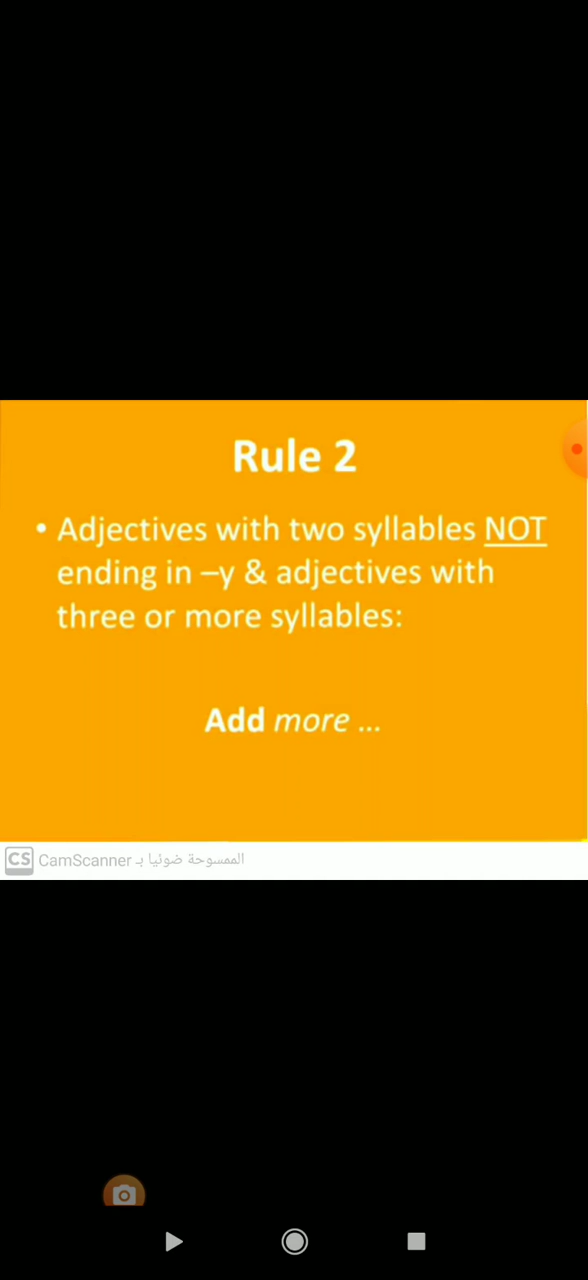 Rule 2
• Adjectives with two syllables NOT
ending in –y & adjectives with
three or more syllables:
Add more ...
CS CamScanner الممسوحة ضوئيا بـ